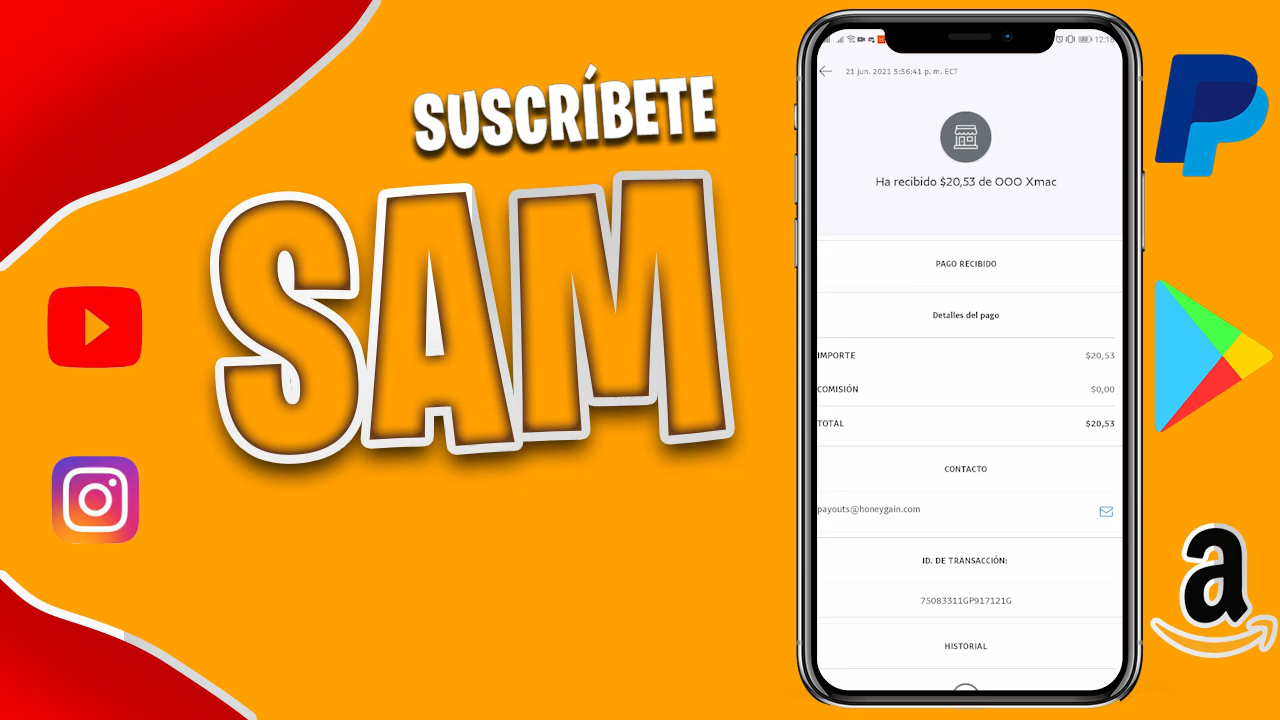 SUSCRÍBETE
SAM
12:18
21 jun. 2021 5:56:41 p. m. ECT
Ha recibido $20,53 de OOO Xmac
PAGO RECIBIDO
Detalles del pago
IMPORTE $20,53
COMISIÓN $0,00
TOTAL $20,53
CONTACTO
payouts@honeygain.com
ID. DE TRANSACCIÓN:
75083311GP917121G
HISTORIAL